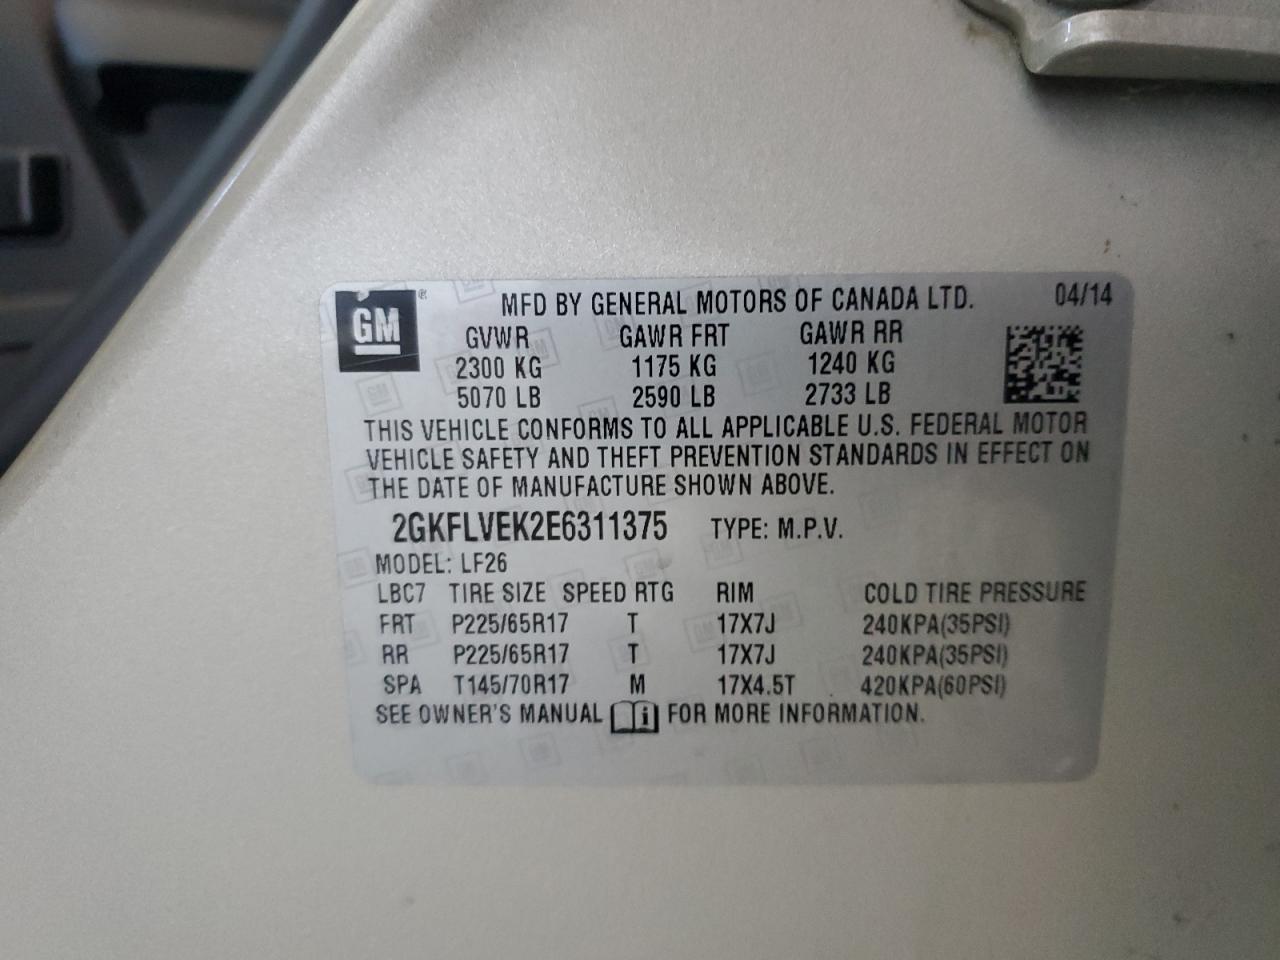 GM ® MFD BY GENERAL MOTORS OF CANADA LTD. 04/14
GVWR GAWR FRT GAWR RR
2300 KG 1175 KG 1240 KG
5070 LB 2590 LB 2733 LB
THIS VEHICLE CONFORMS TO ALL APPLICABLE U.S. FEDERAL MOTOR
VEHICLE SAFETY AND THEFT PREVENTION STANDARDS IN EFFECT ON
THE DATE OF MANUFACTURE SHOWN ABOVE.
2GKFLVEK2E6311375 TYPE: M.P.V.
MODEL: LF26
LBC7 TIRE SIZE SPEED RTG RIM COLD TIRE PRESSURE
FRT P225/65R17 T 17X7J 240KPA(35PSI)
RR P225/65R17 T 17X7J 240KPA(35PSI)
SPA T145/70R17 M 17X4.5T 420KPA(60PSI)
SEE OWNER'S MANUAL i FOR MORE INFORMATION.